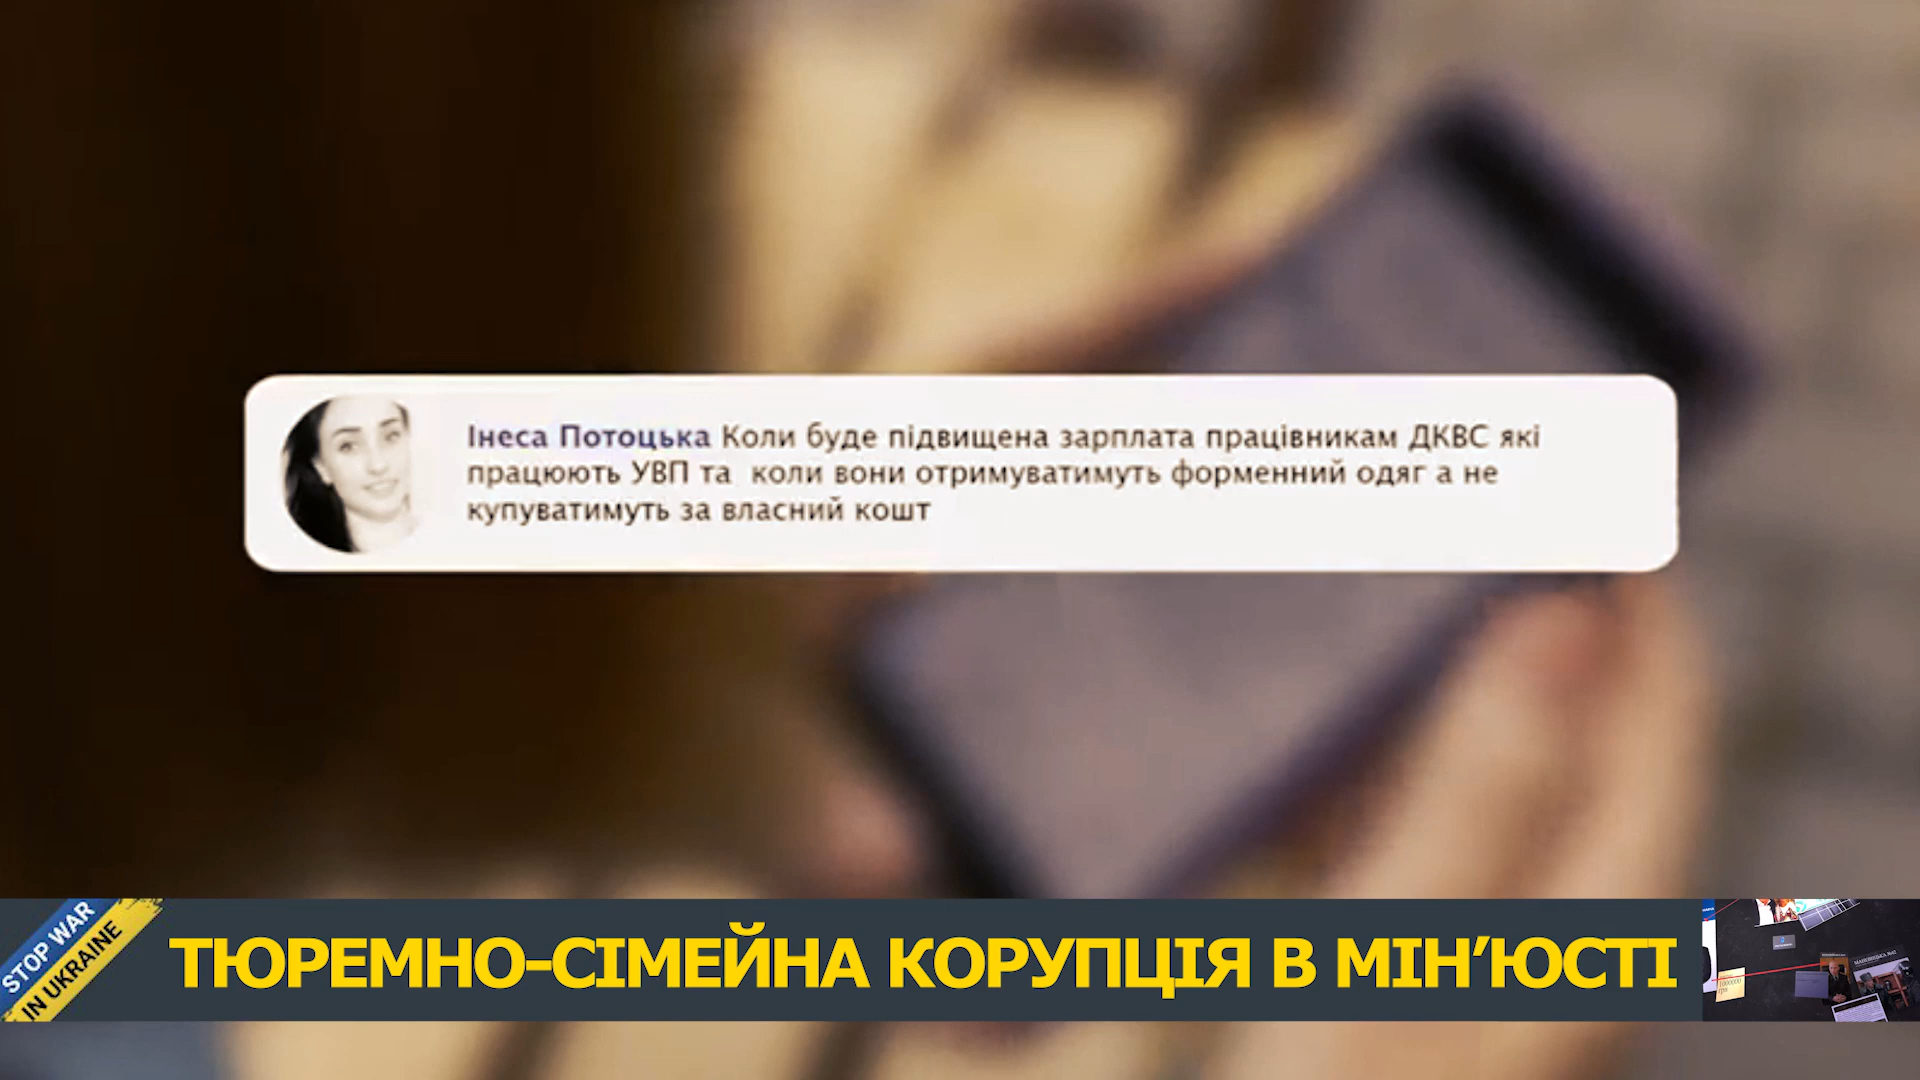 Інеса Потоцька Коли буде підвищена зарплата працівникам ДКВС які
працюють УВП та коли вони отримуватимуть форменний одяг а не
купуватимуть за власний кошт
STOP WAR
IN UKRAINE
ТЮРЕМНО-СІМЕЙНА КОРУПЦІЯ В МІН’ЮСТІ